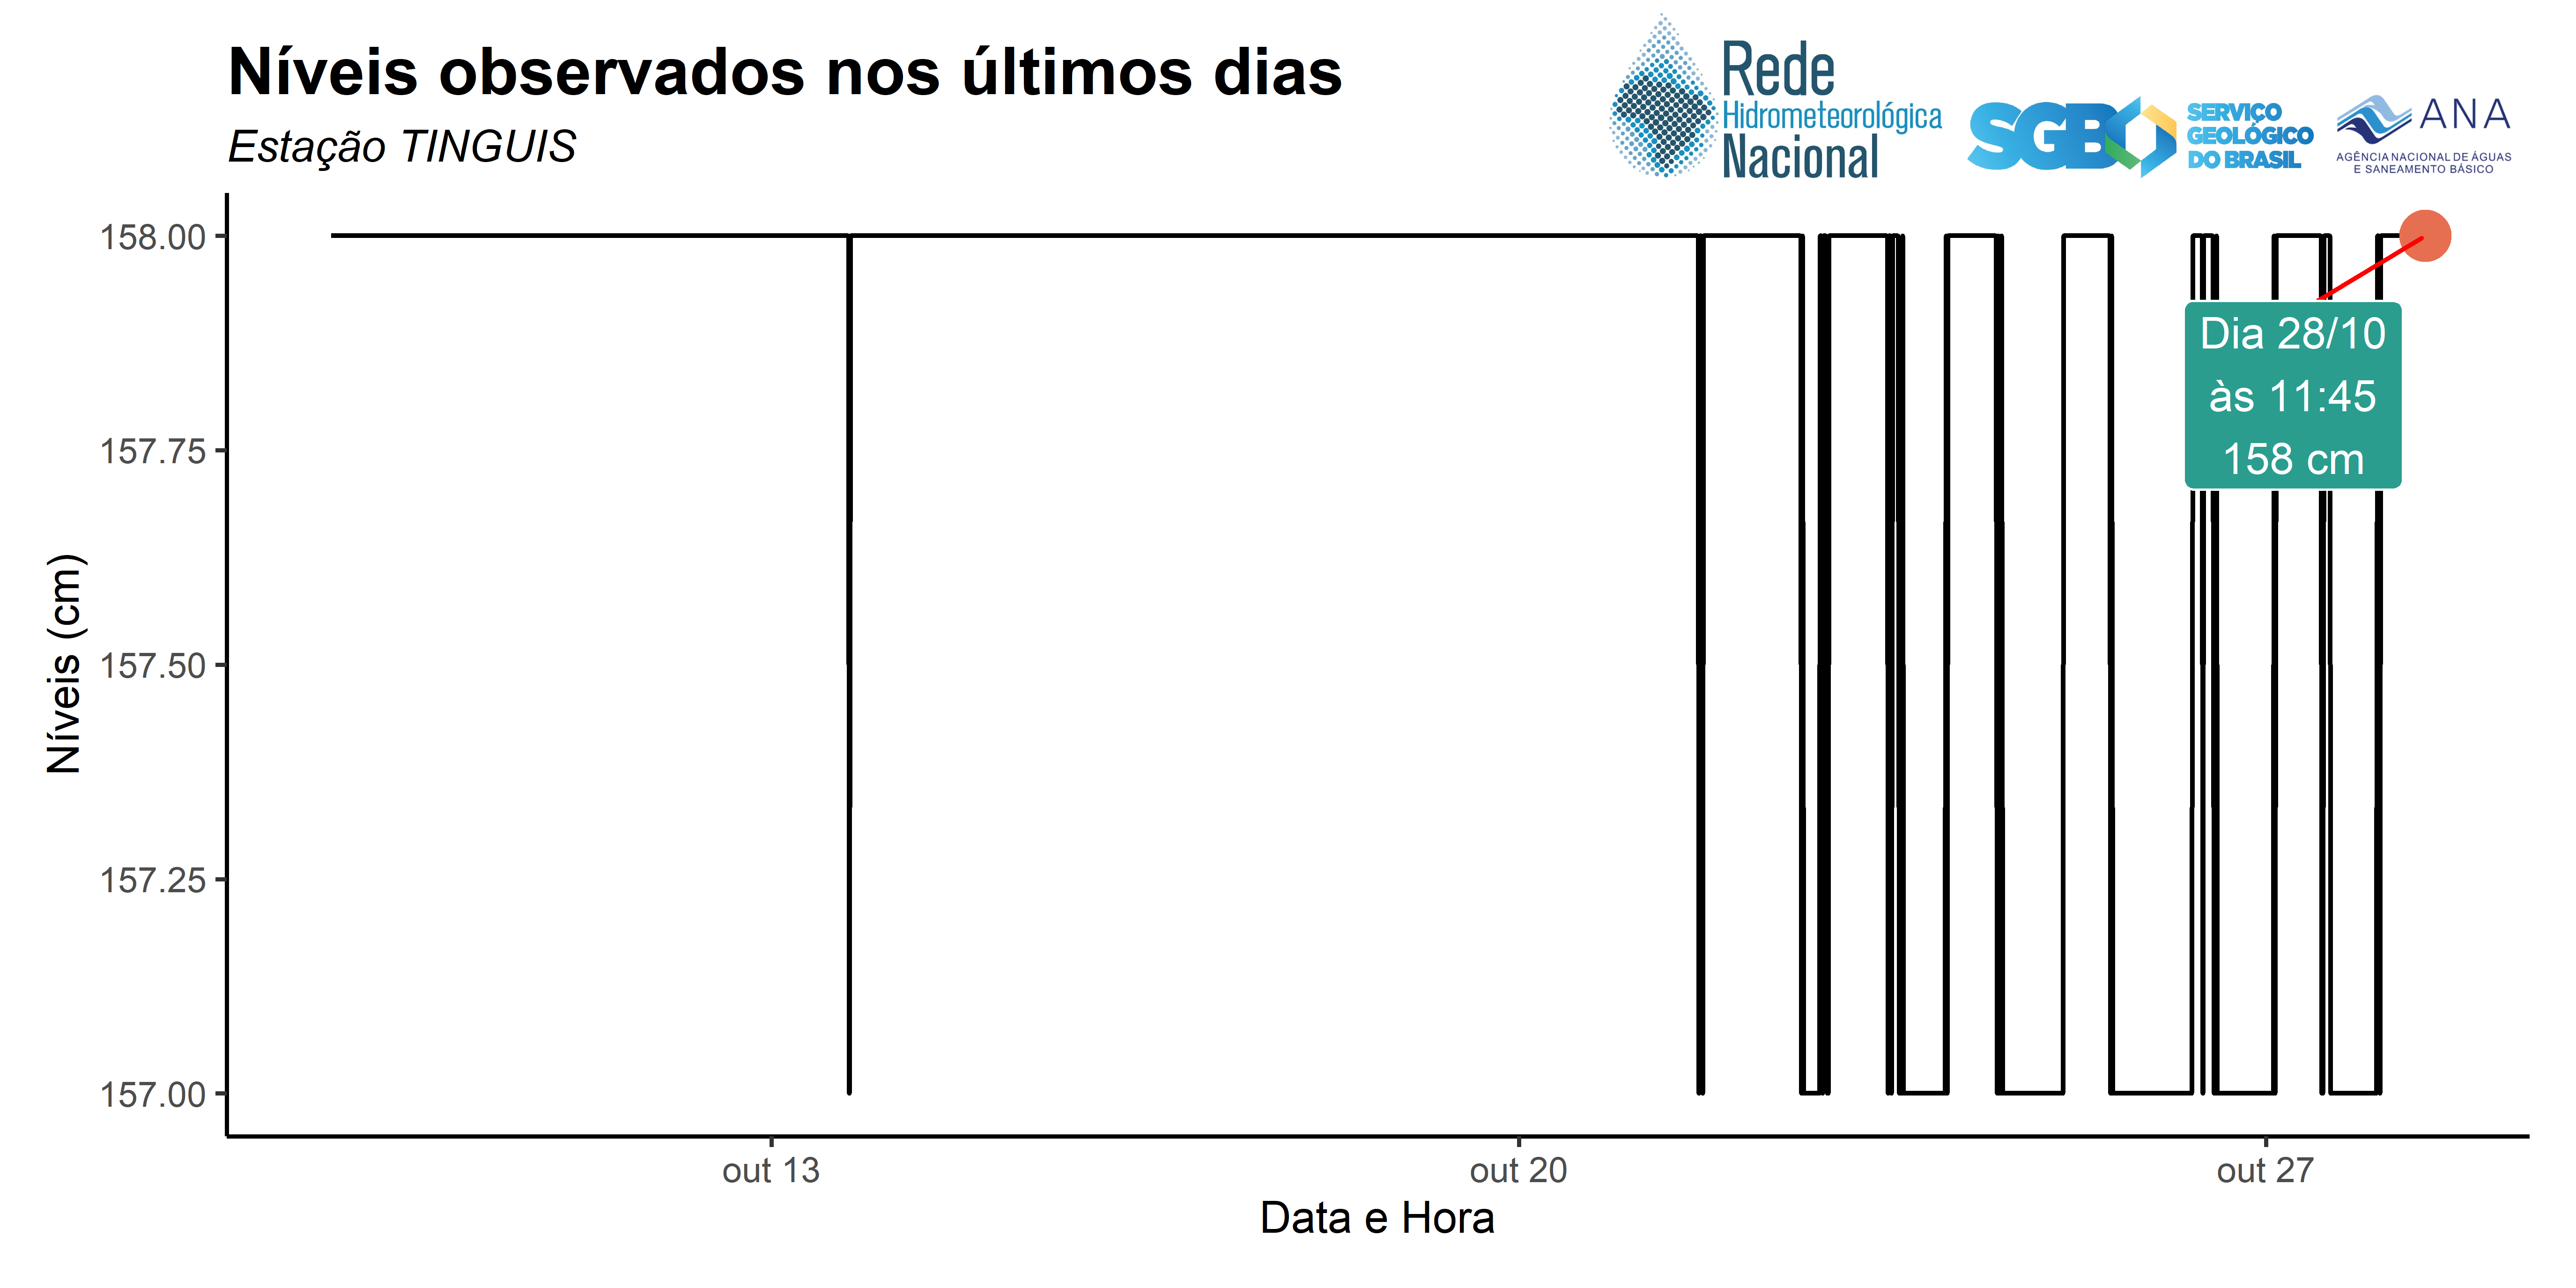 Níveis observados nos últimos dias
Estação TINGUIS
Rede
Hidrometeorológica
Nacional
SGB
SERVIÇO
GEOLÓGICO
DO BRASIL
ANA
AGÊNCIA NACIONAL DE ÁGUAS
E SANEAMENTO BÁSICO
158.00
157.75
157.50
157.25
157.00
Níveis (cm)
Dia 28/10
às 11:45
158 cm
out 13
out 20
out 27
Data e Hora